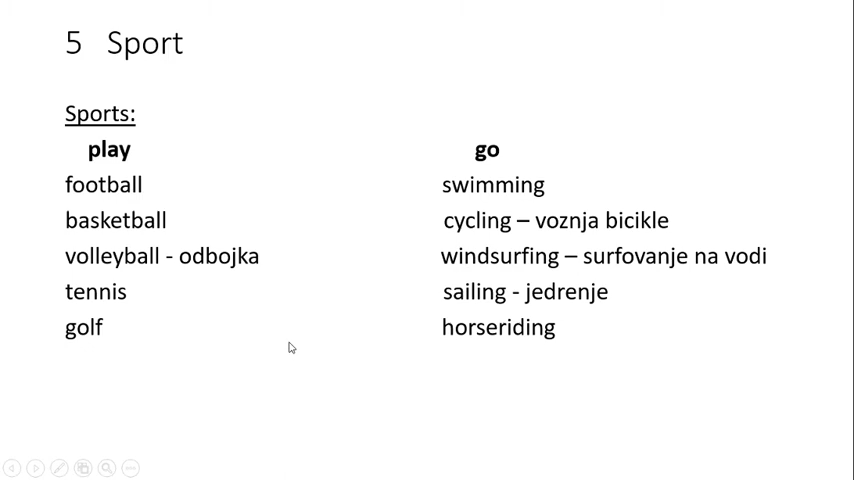 5 Sport
Sports:
play
go
football
swimming
basketball
cycling – voznja bicikle
volleyball - odbojka
windsurfing – surfovanje na vodi
tennis
sailing - jedrenje
golf
horseriding